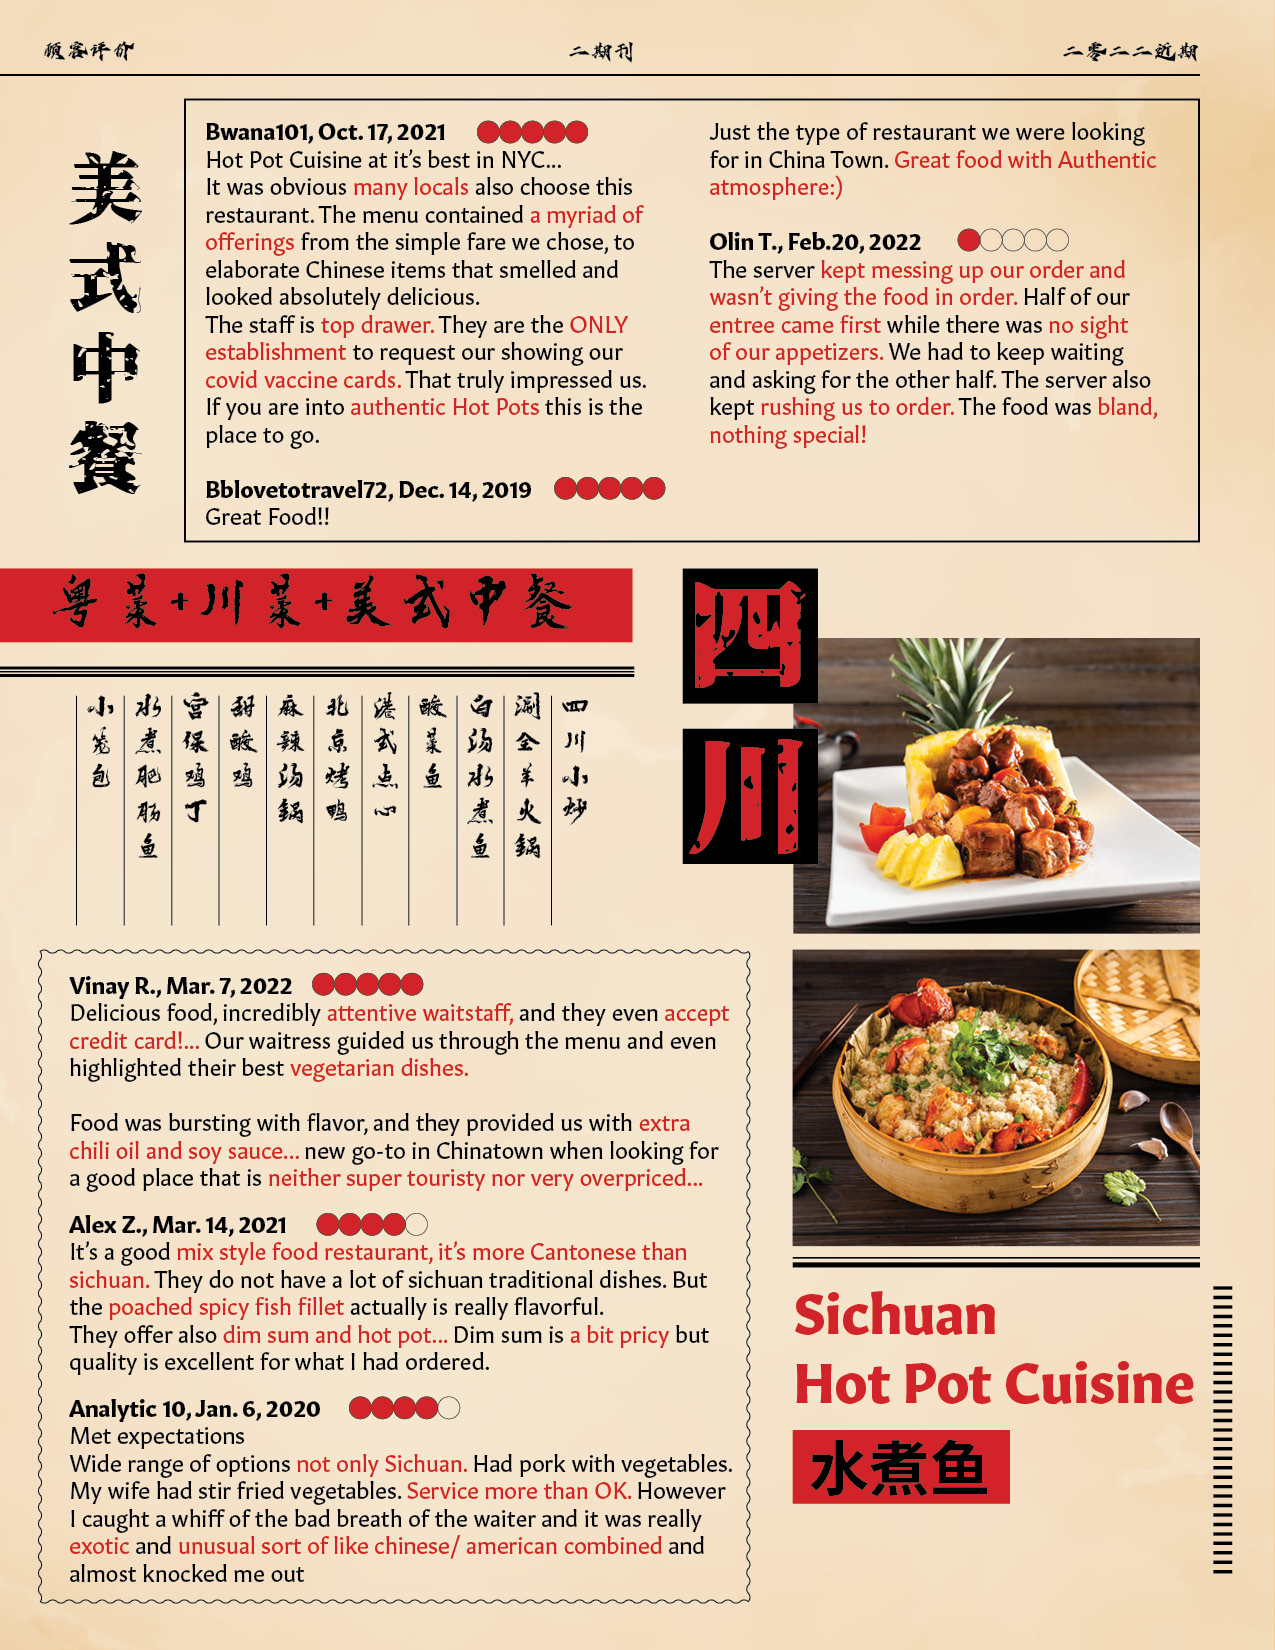 顾客评价
二期刊
二零二二近期
美式中餐
Bwana101, Oct. 17, 2021
Hot Pot Cuisine at it’s best in NYC...
It was obvious many locals also choose this
restaurant. The menu contained a myriad of
offerings from the simple fare we chose, to
elaborate Chinese items that smelled and
looked absolutely delicious.
The staff is top drawer. They are the ONLY
establishment to request our showing our
covid vaccine cards. That truly impressed us.
If you are into authentic Hot Pots this is the
place to go.
Bblovetotravel72, Dec. 14, 2019
Great Food!!
Just the type of restaurant we were looking
for in China Town. Great food with Authentic
atmosphere:)
Olin T., Feb.20, 2022
The server kept messing up our order and
wasn’t giving the food in order. Half of our
entree came first while there was no sight
of our appetizers. We had to keep waiting
and asking for the other half. The server also
kept rushing us to order. The food was bland,
nothing special!
粤菜+川菜+美式中餐
四川小炒
涮全羊火锅
白汤水煮鱼
酸菜鱼
港式点心
北京烤鸭
麻辣汤锅
甜酸鸡
宫保鸡丁
水煮肥肠鱼
小笼包
四川
Vinay R., Mar. 7, 2022
Delicious food, incredibly attentive waitstaff, and they even accept
credit card!... Our waitress guided us through the menu and even
highlighted their best vegetarian dishes.
Food was bursting with flavor, and they provided us with extra
chili oil and soy sauce... new go-to in Chinatown when looking for
a good place that is neither super touristy nor very overpriced...
Alex Z., Mar. 14, 2021
It’s a good mix style food restaurant, it’s more Cantonese than
sichuan. They do not have a lot of sichuan traditional dishes. But
the poached spicy fish fillet actually is really flavorful.
They offer also dim sum and hot pot... Dim sum is a bit pricy but
quality is excellent for what I had ordered.
Analytic 10, Jan. 6, 2020
Met expectations
Wide range of options not only Sichuan. Had pork with vegetables.
My wife had stir fried vegetables. Service more than OK. However
I caught a whiff of the bad breath of the waiter and it was really
exotic and unusual sort of like chinese/ american combined and
almost knocked me out
Sichuan
Hot Pot Cuisine
水煮鱼